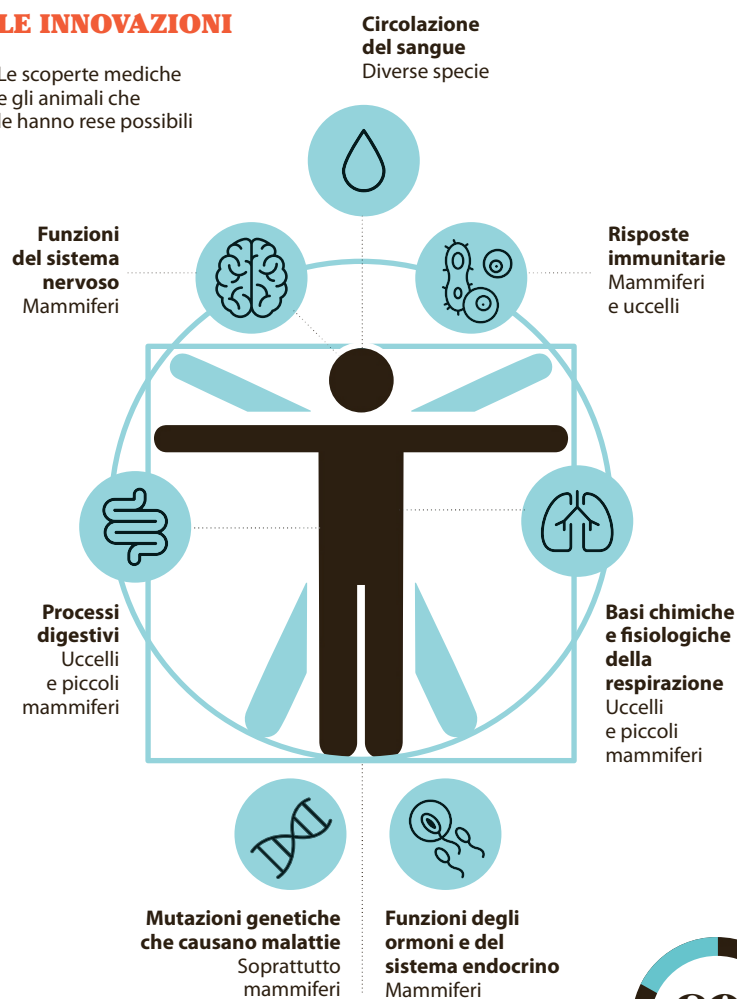 LE INNOVAZIONI
Le scoperte mediche
e gli animali che
le hanno rese possibili
Circolazione
del sangue
Diverse specie
Funzioni
del sistema
nervoso
Mammiferi
Risposte
immunitarie
Mammiferi
e uccelli
Processi
digestivi
Uccelli
e piccoli
mammiferi
Basi chimiche
e fisiologiche
della
respirazione
Uccelli
e piccoli
mammiferi
Mutazioni genetiche
che causano malattie
Soprattutto
mammiferi
Funzioni degli
ormoni e del
sistema endocrino
Mammiferi